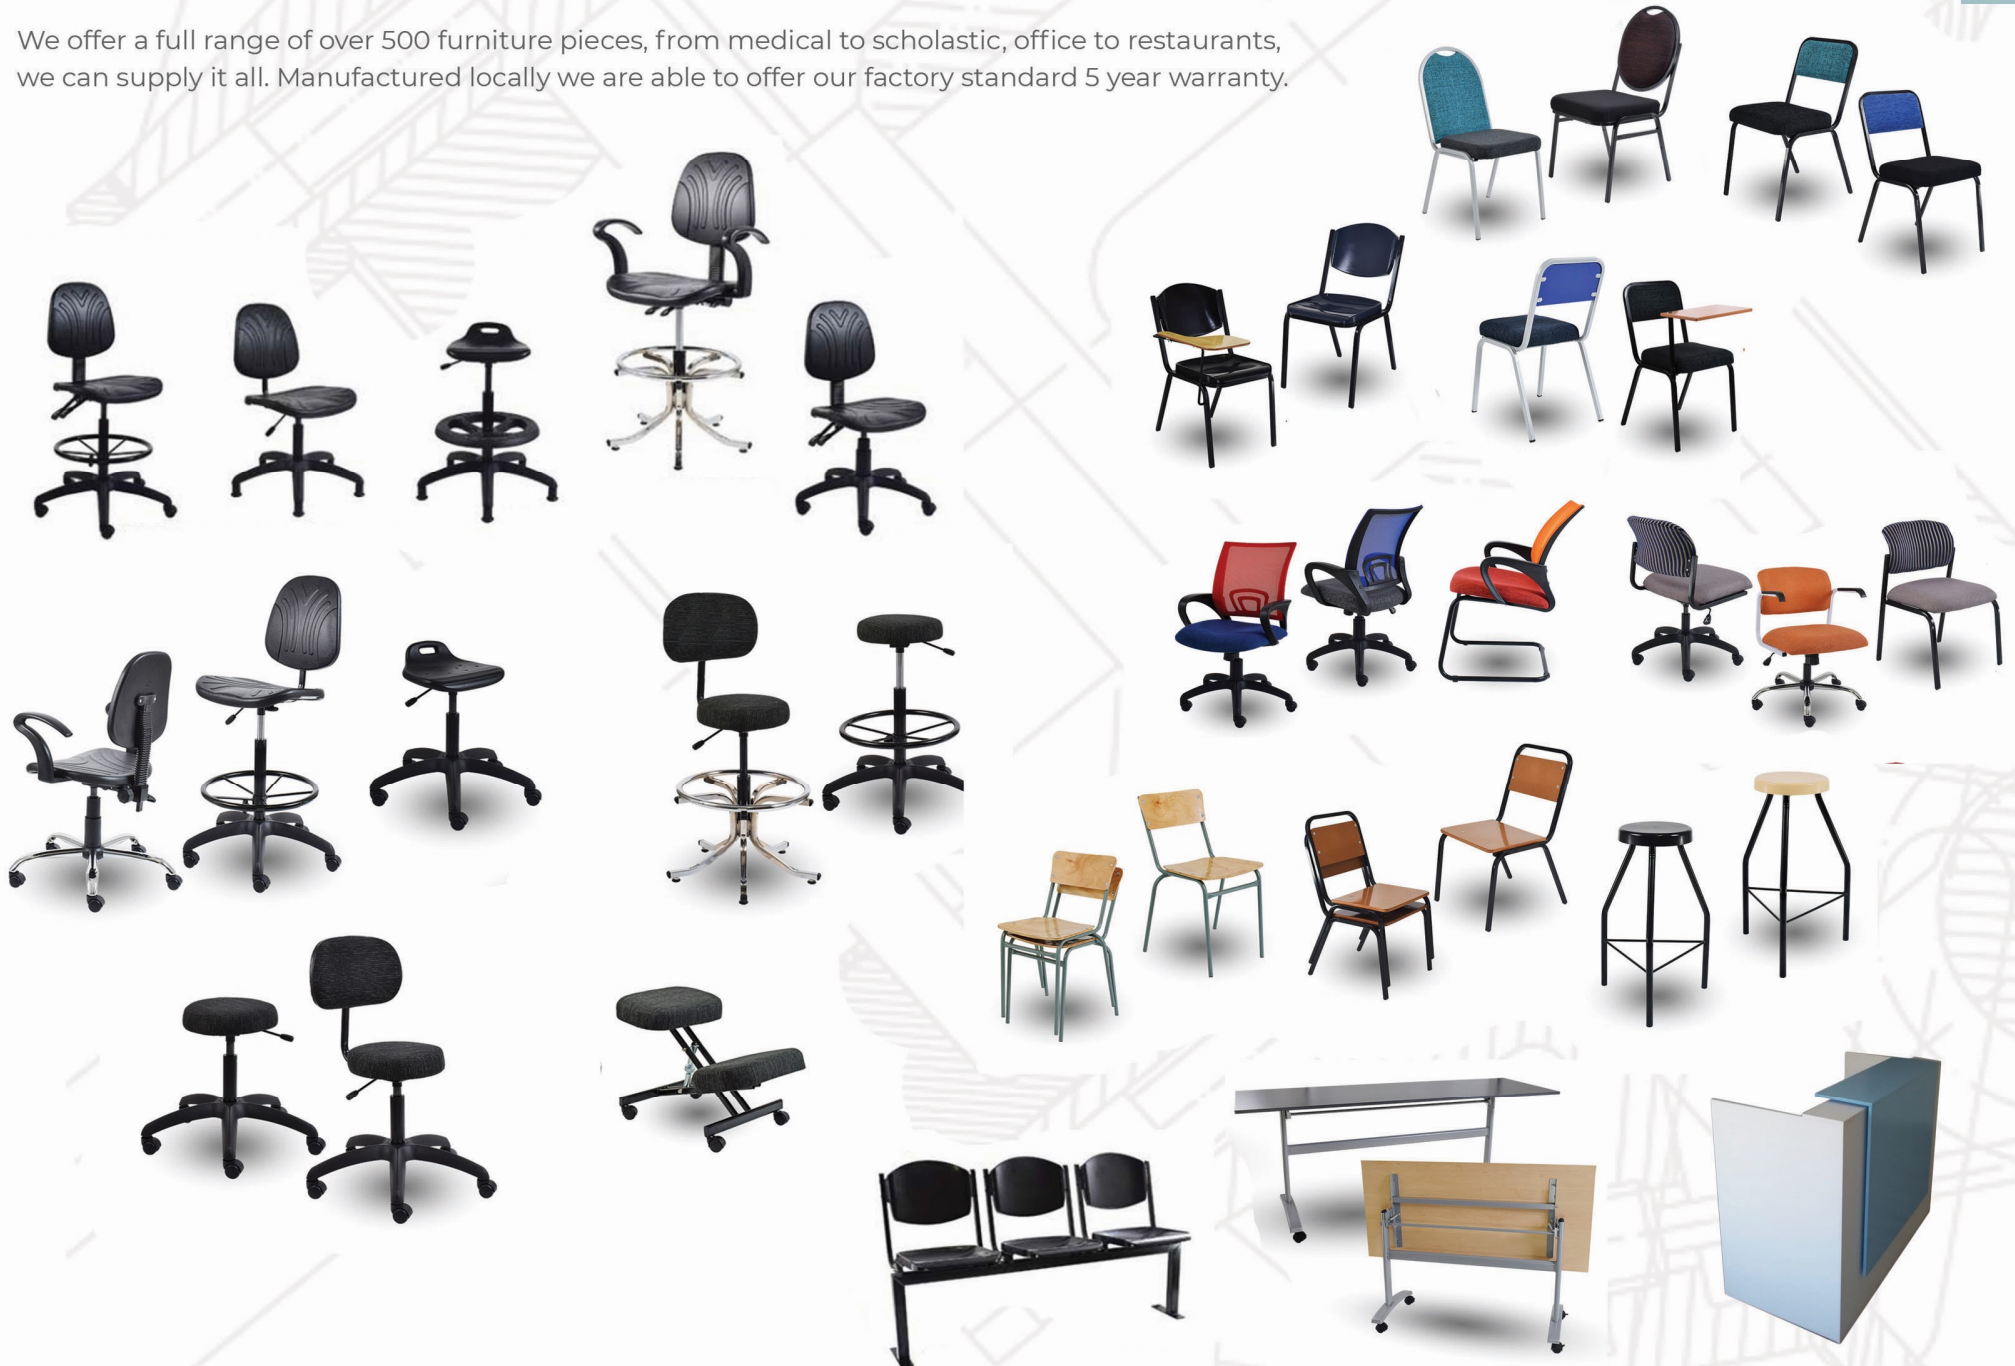 We offer a full range of over 500 furniture pieces, from medical to scholastic, office to restaurants,
we can supply it all. Manufactured locally we are able to offer our factory standard 5 year warranty.